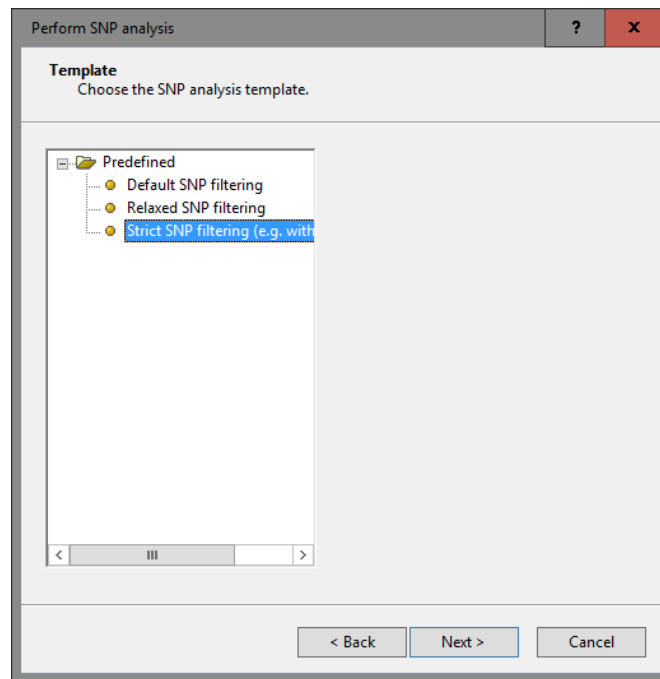 Perform SNP analysis ? x
Template
Choose the SNP analysis template.
Predefined
Default SNP filtering
Relaxed SNP filtering
Strict SNP filtering (e.g. with
< Back Next > Cancel